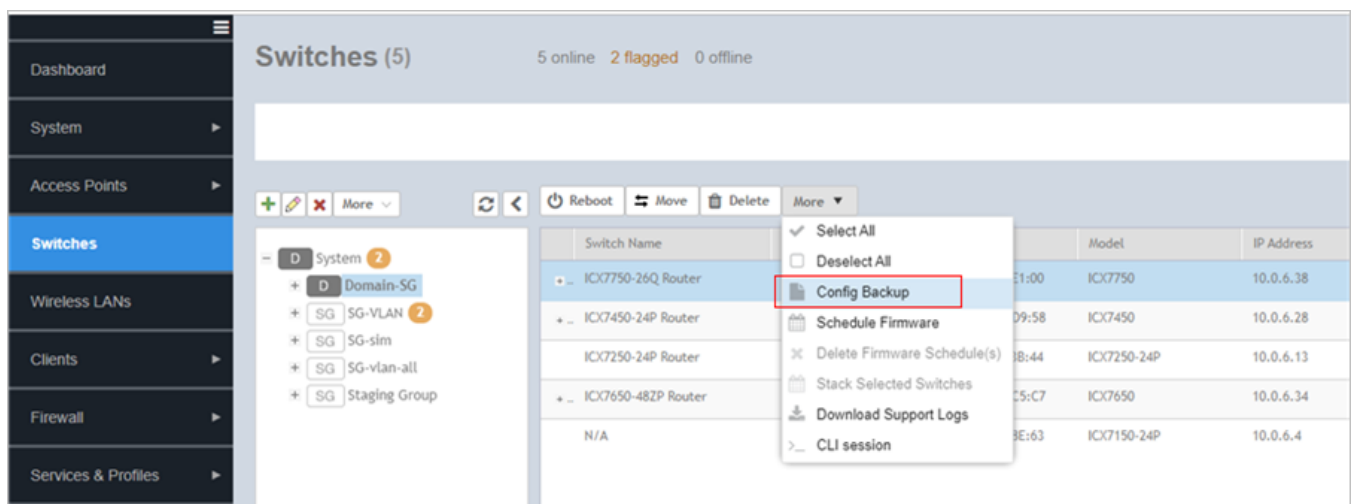 Switches (5)
5 online 2 flagged 0 offline
Dashboard
System
Access Points
Switches
Wireless LANs
Clients
Firewall
Services & Profiles
More
D System 2
D Domain-SG
SG SG-VLAN 2
SG SG-sim
SG SG-vlan-all
SG Staging Group
Reboot Move Delete More
Select All
Deselect All
Config Backup
Schedule Firmware
Delete Firmware Schedule(s)
Stack Selected Switches
Download Support Logs
CLI session
Switch Name Model IP Address
ICX7750-26Q Router E1:00 ICX7750 10.0.6.38
ICX7450-24P Router D9:58 ICX7450 10.0.6.28
ICX7250-24P Router :44 ICX7250-24P 10.0.6.13
ICX7650-48ZP Router C5:C7 ICX7650 10.0.6.34
N/A :63 ICX7150-24P 10.0.6.4